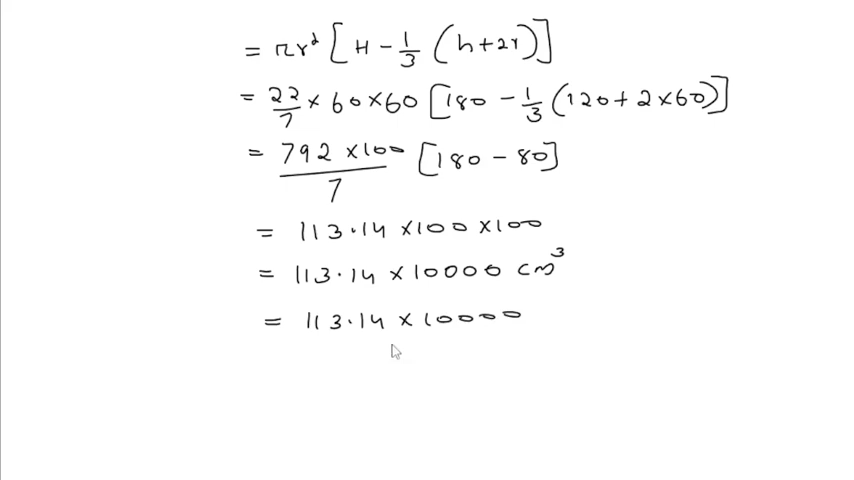 = πr² [H - 1/3 (h+2r)]
= 22/7 × 60 × 60 [180 - 1/3 (120 + 2×60)]
= 792 × 100 / 7 [180 - 80]
= 113.14 × 100 × 100
= 113.14 × 10000 cm³
= 113.14 × 10000